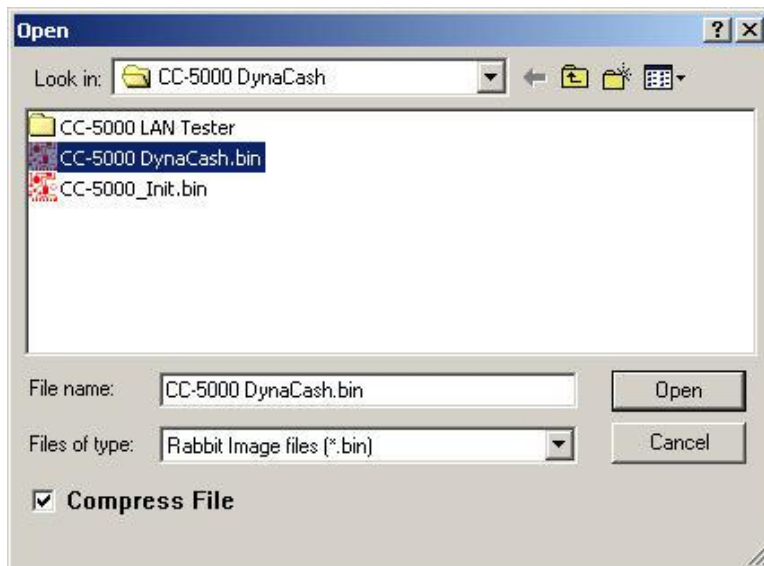 Open
Look in: CC-5000 DynaCash
CC-5000 LAN Tester
CC-5000 DynaCash.bin
CC-5000_Init.bin
File name: CC-5000 DynaCash.bin Open
Files of type: Rabbit Image files (*.bin) Cancel
Compress File